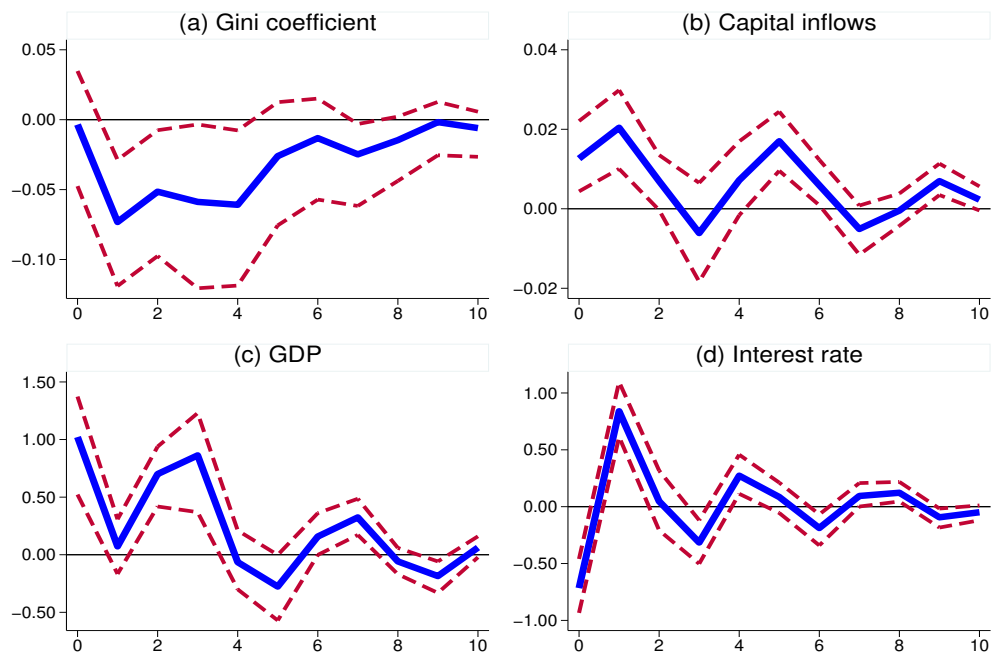 (a) Gini coefficient
0.05
0.00
−0.05
−0.10
0 2 4 6 8 10
(b) Capital inflows
0.04
0.02
0.00
−0.02
0 2 4 6 8 10
(c) GDP
1.50
1.00
0.50
0.00
−0.50
0 2 4 6 8 10
(d) Interest rate
1.00
0.50
0.00
−0.50
−1.00
0 2 4 6 8 10